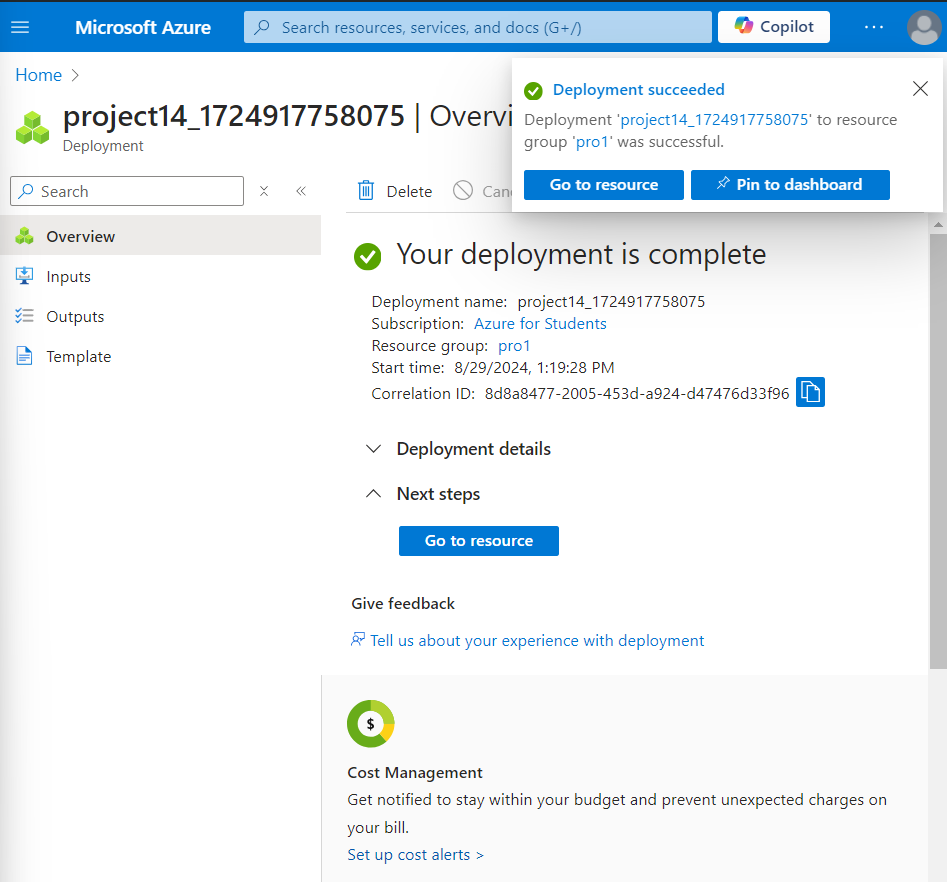 Microsoft Azure
Search resources, services, and docs (G+/)
Copilot
Home
project14_1724917758075 | Overvi
Deployment
Deployment succeeded
Deployment 'project14_1724917758075' to resource
group 'pro1' was successful.
Go to resource
Pin to dashboard
Search
Delete
Canc
Overview
Inputs
Outputs
Template
Your deployment is complete
Deployment name: project14_1724917758075
Subscription: Azure for Students
Resource group: pro1
Start time: 8/29/2024, 1:19:28 PM
Correlation ID: 8d8a8477-2005-453d-a924-d47476d33f96
Deployment details
Next steps
Go to resource
Give feedback
Tell us about your experience with deployment
$
Cost Management
Get notified to stay within your budget and prevent unexpected charges on
your bill.
Set up cost alerts >